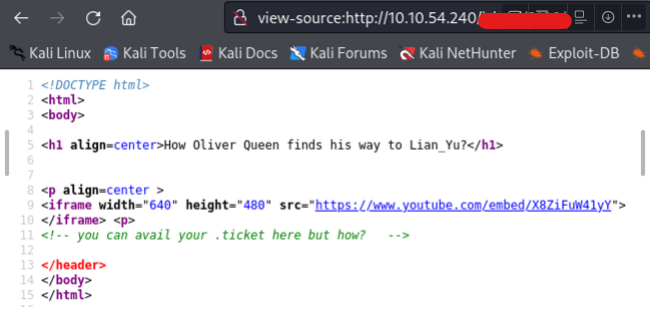 view-source:http://10.10.54.240/
Kali Linux Kali Tools Kali Docs Kali Forums Kali NetHunter Exploit-DB
1 <!DOCTYPE html>
2 <html>
3 <body>
4
5 <h1 align=center>How Oliver Queen finds his way to Lian_Yu?</h1>
6
7
8 <p align=center >
9 <iframe width="640" height="480" src="https://www.youtube.com/embed/X8ZiFuW41yY">
10 </iframe> <p>
11 <!-- you can avail your .ticket here but how?   -->
12
13 </header>
14 </body>
15 </html>